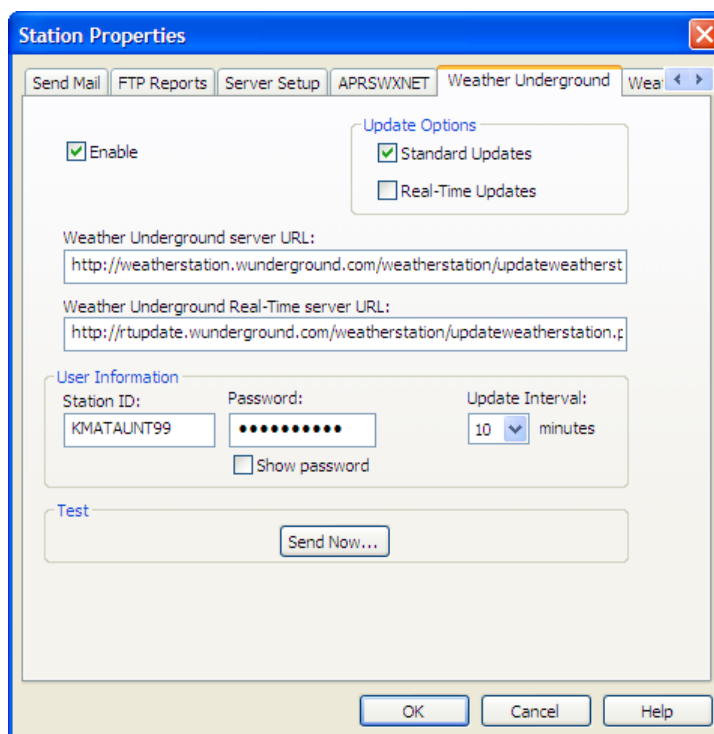 Station Properties
Send Mail FTP Reports Server Setup APRSWXNET Weather Underground Wea
Enable
Update Options
Standard Updates
Real-Time Updates
Weather Underground server URL:
http://weatherstation.wunderground.com/weatherstation/updateweatherst
Weather Underground Real-Time server URL:
http://rtupdate.wunderground.com/weatherstation/updateweatherstation.p
User Information
Station ID: Password: Update Interval:
KMATAUNT99 ●●●●●●●●●● 10 minutes
Show password
Test
Send Now...
OK Cancel Help